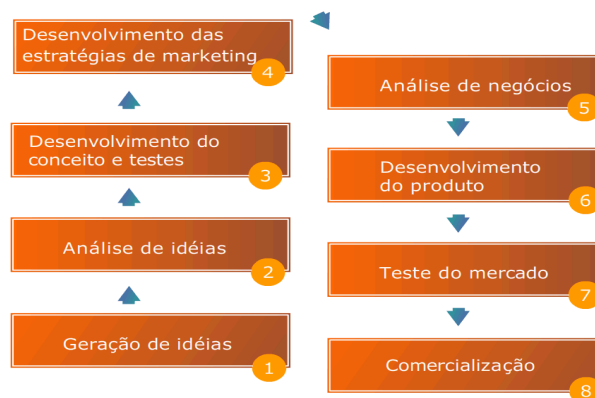 Desenvolvimento das
estratégias de marketing
4
Desenvolvimento do
conceito e testes
3
Análise de idéias
2
Geração de idéias
1
Análise de negócios
5
Desenvolvimento
do produto
6
Teste do mercado
7
Comercialização
8